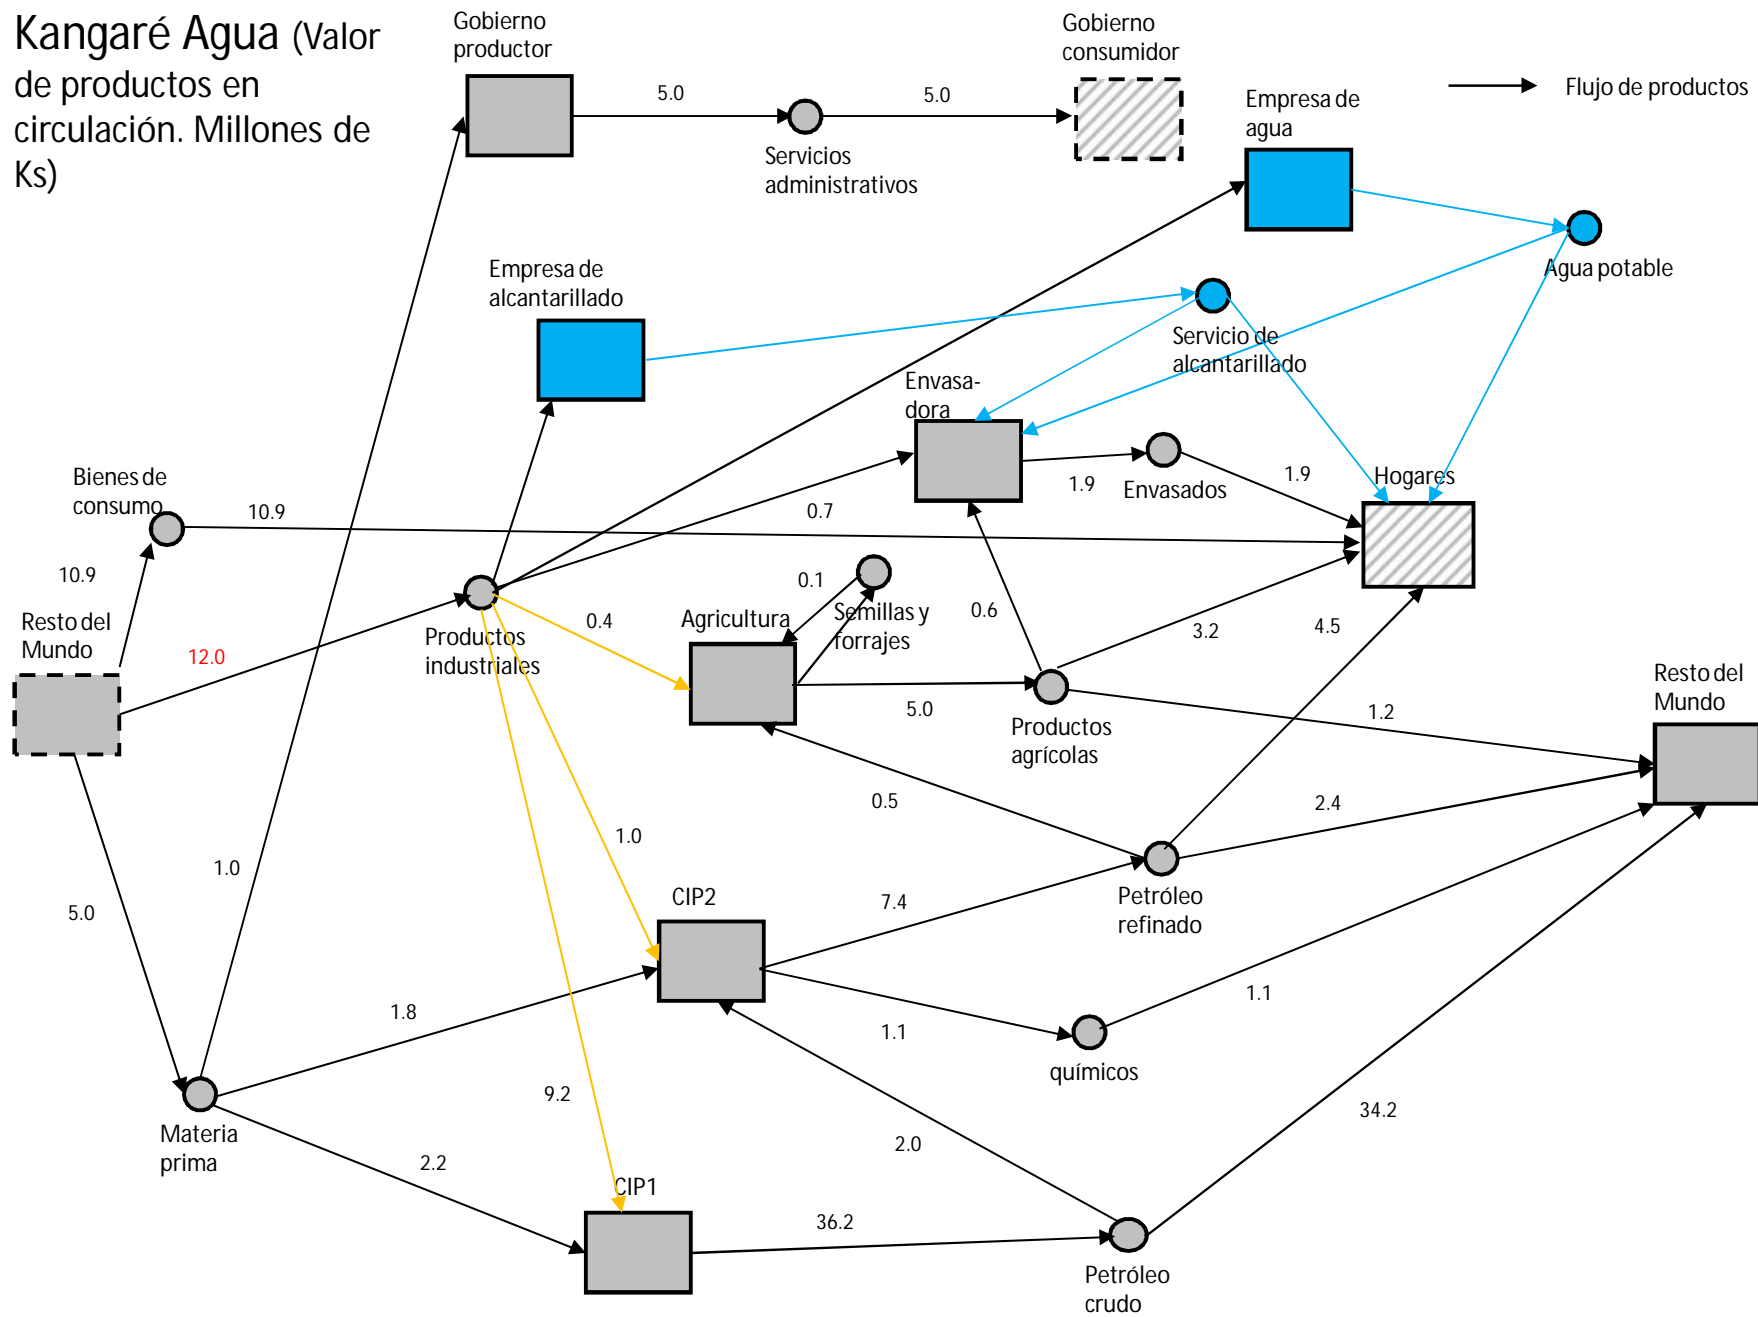 Kangaré Agua (Valor
de productos en
circulación. Millones de
Ks)
Gobierno
productor
5.0
5.0
Servicios
administrativos
Gobierno
consumidor
Flujo de productos
Empresa de
agua
Agua potable
Empresa de
alcantarillado
Servicio de
alcantarillado
Envasa-
dora
1.9
Envasados
1.9
Hogares
Bienes de
consumo
10.9
10.9
0.7
Resto del
Mundo
12.0
Productos
industriales
0.4
Agricultura
0.1
Semillas y
forrajes
0.6
3.2
4.5
5.0
Productos
agrícolas
1.2
Resto del
Mundo
0.5
2.4
1.0
1.0
5.0
CIP2
7.4
Petróleo
refinado
1.8
1.1
1.1
químicos
9.2
2.0
34.2
Materia
prima
2.2
CIP1
36.2
Petróleo
crudo